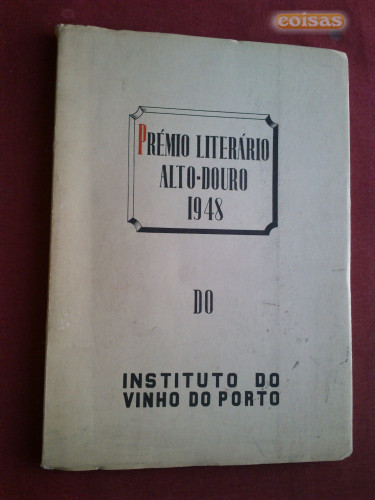 coisas
PRÉMIO LITERÁRIO
ALTO-DOURO
1948
DO
INSTITUTO DO
VINHO DO PORTO